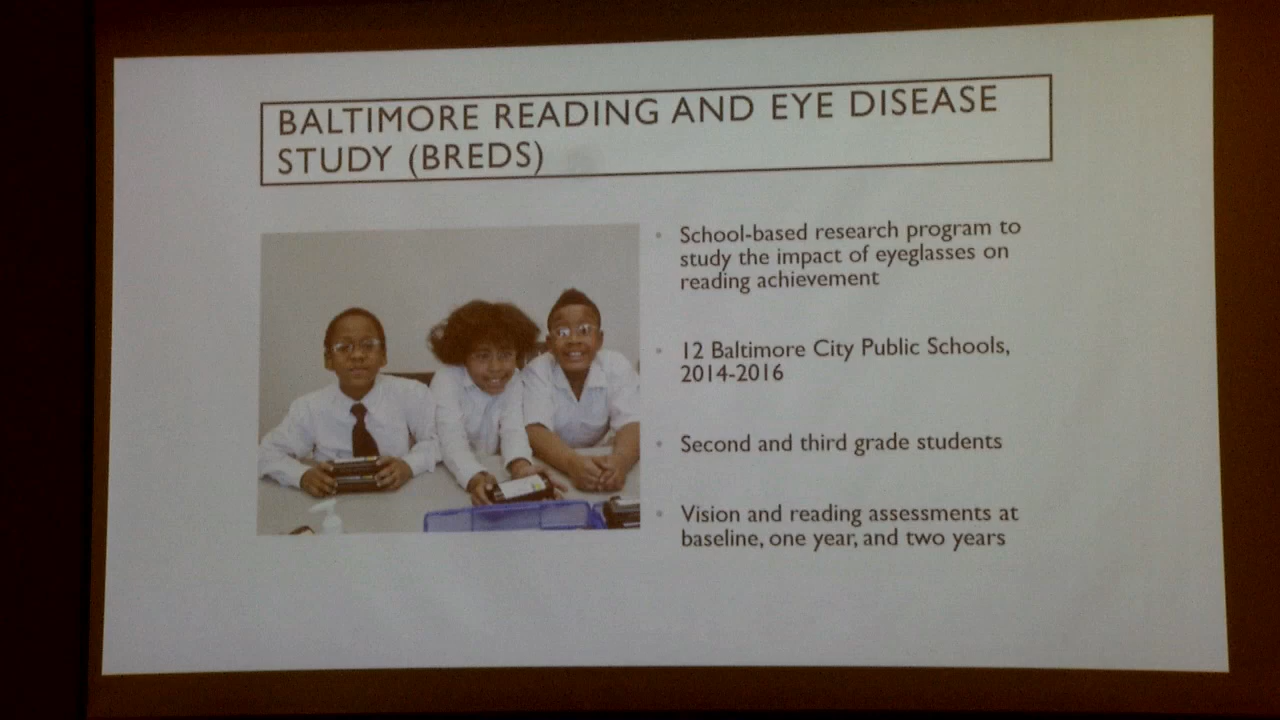 BALTIMORE READING AND EYE DISEASE
STUDY (BREDS)
School-based research program to
study the impact of eyeglasses on
reading achievement
12 Baltimore City Public Schools,
2014-2016
Second and third grade students
Vision and reading assessments at
baseline, one year, and two years